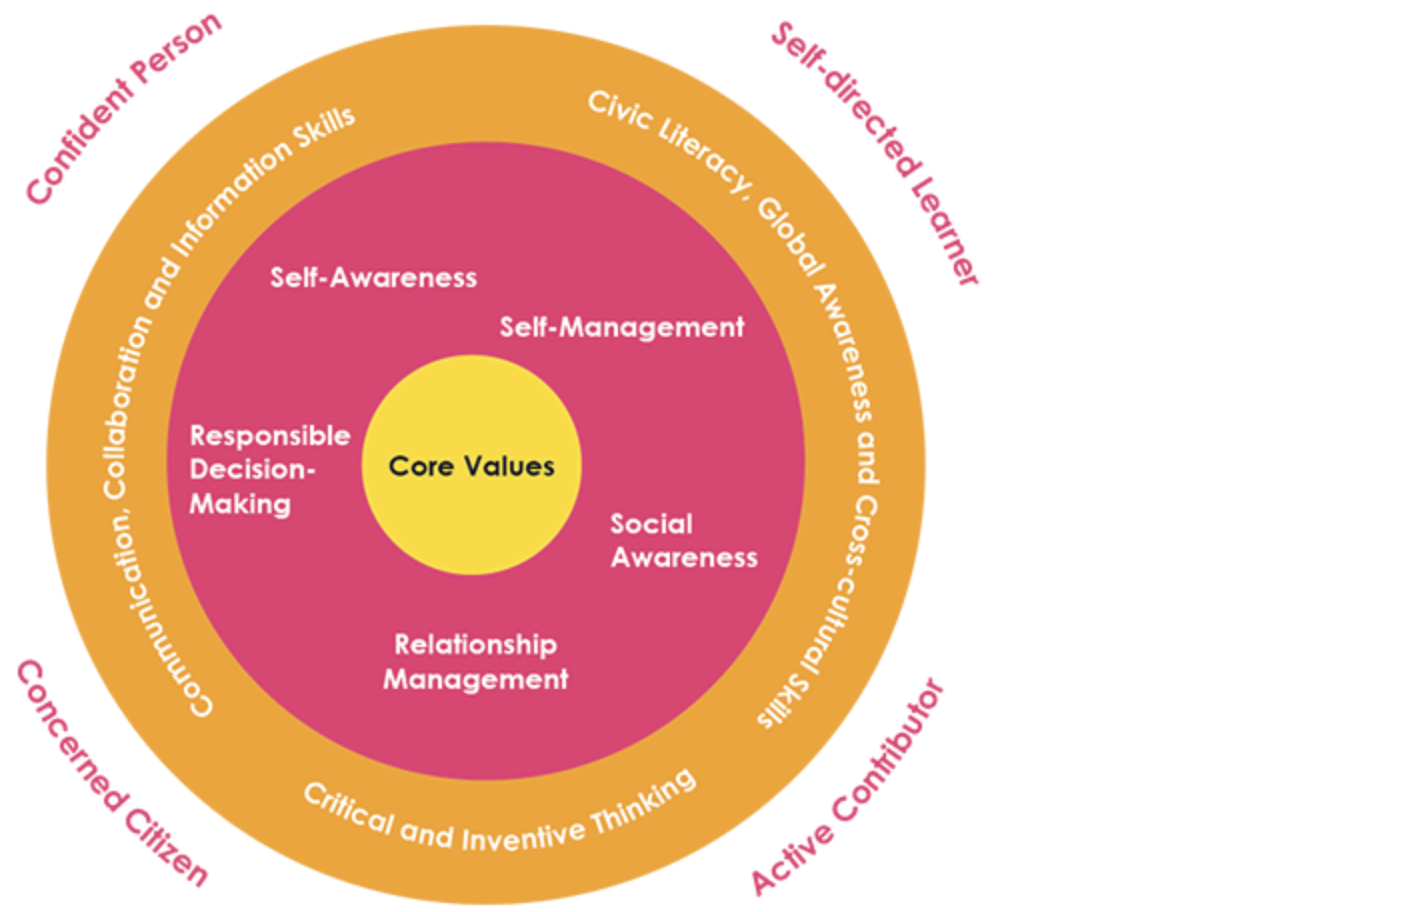 Confident Person
Self-directed Learner
Communication, Collaboration and Information Skills
Civic Literacy, Global Awareness and Cross-cultural Skills
Self-Awareness
Self-Management
Responsible
Decision-
Making
Core Values
Social
Awareness
Relationship
Management
Critical and Inventive Thinking
Concerned Citizen
Active Contributor